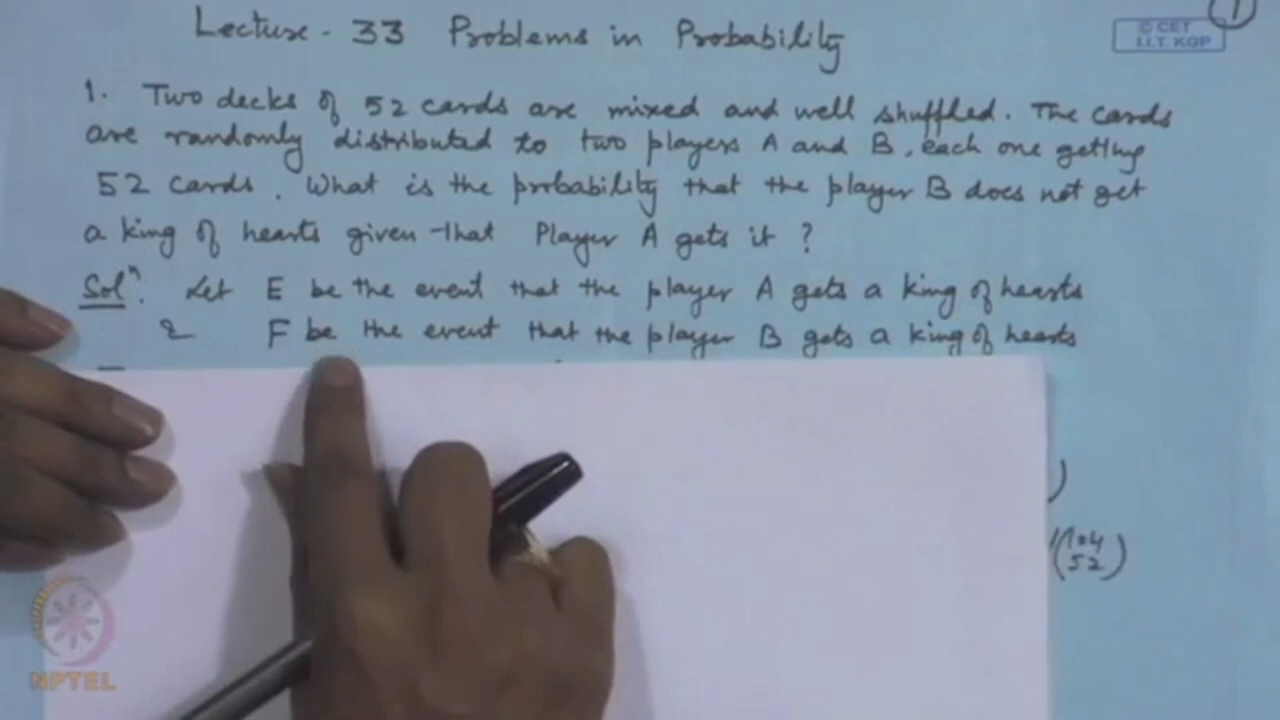 1
Lecture - 33 Problems in Probability
© CET
I.I.T. KGP
1. Two decks of 52 cards are mixed and well shuffled. The cards
are randomly distributed to two players A and B, each one getting
52 cards. What is the probability that the player B does not get
a king of hearts given that Player A gets it ?
Solⁿ. Let E be the event that the player A gets a king of hearts
& F be the event that the player B gets a king of hearts
)
/(104
52)
NPTEL